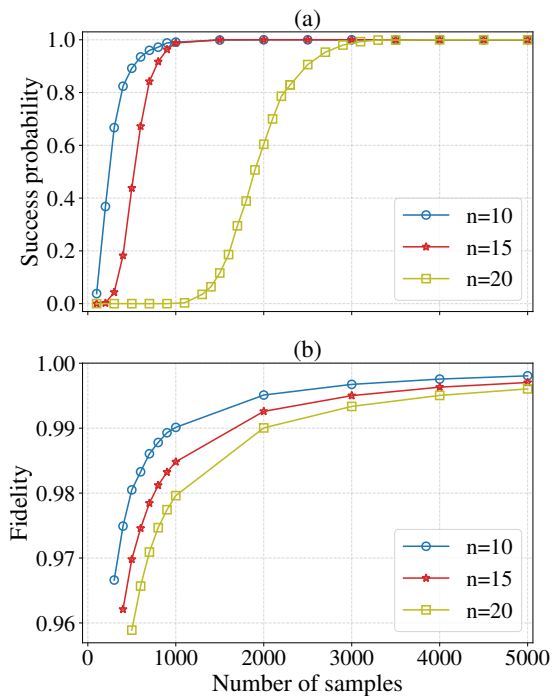 (a)
Success probability
1.0
0.8
0.6
0.4
0.2
0.0
n=10
n=15
n=20
(b)
Fidelity
1.00
0.99
0.98
0.97
0.96
n=10
n=15
n=20
0 1000 2000 3000 4000 5000
Number of samples